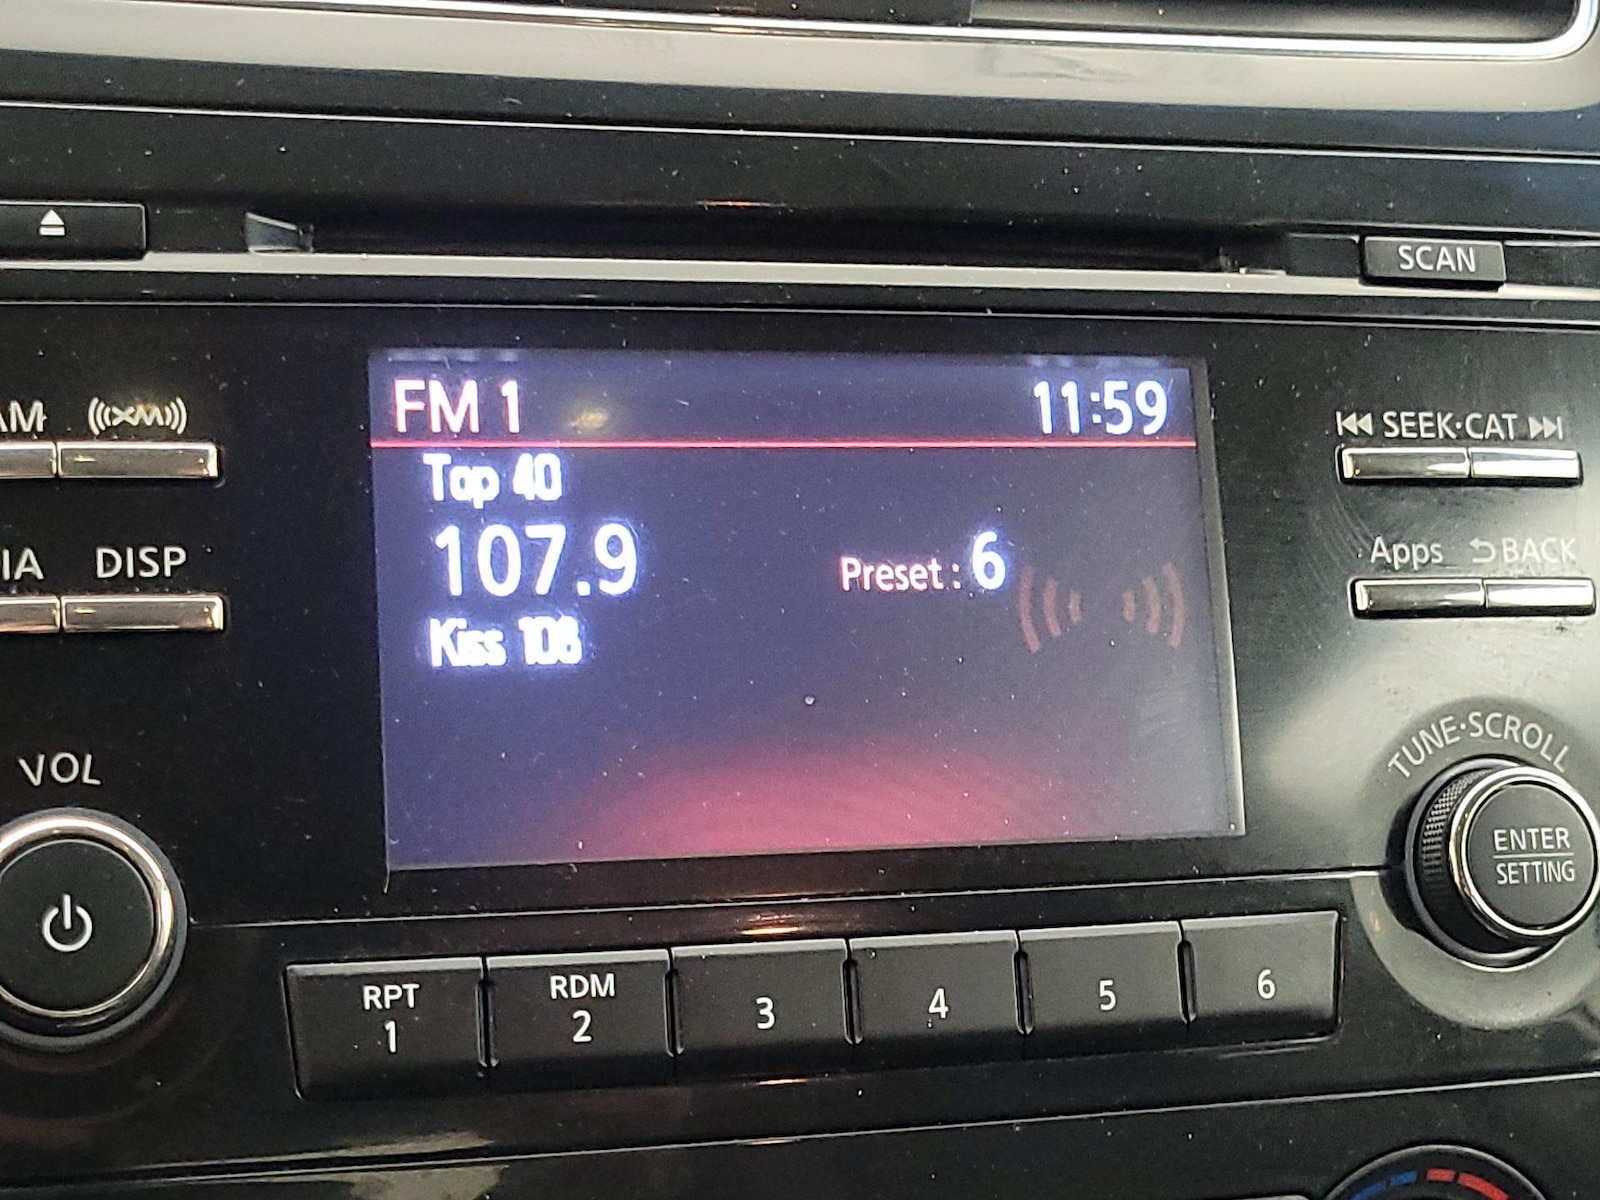 SCAN
FM 1 11:59
AM XM
SEEK·CAT
Top 40
107.9 Preset : 6
DISP
Apps BACK
Kiss 108
VOL
TUNE·SCROLL
ENTER
SETTING
RPT
1
RDM
2
3
4
5
6